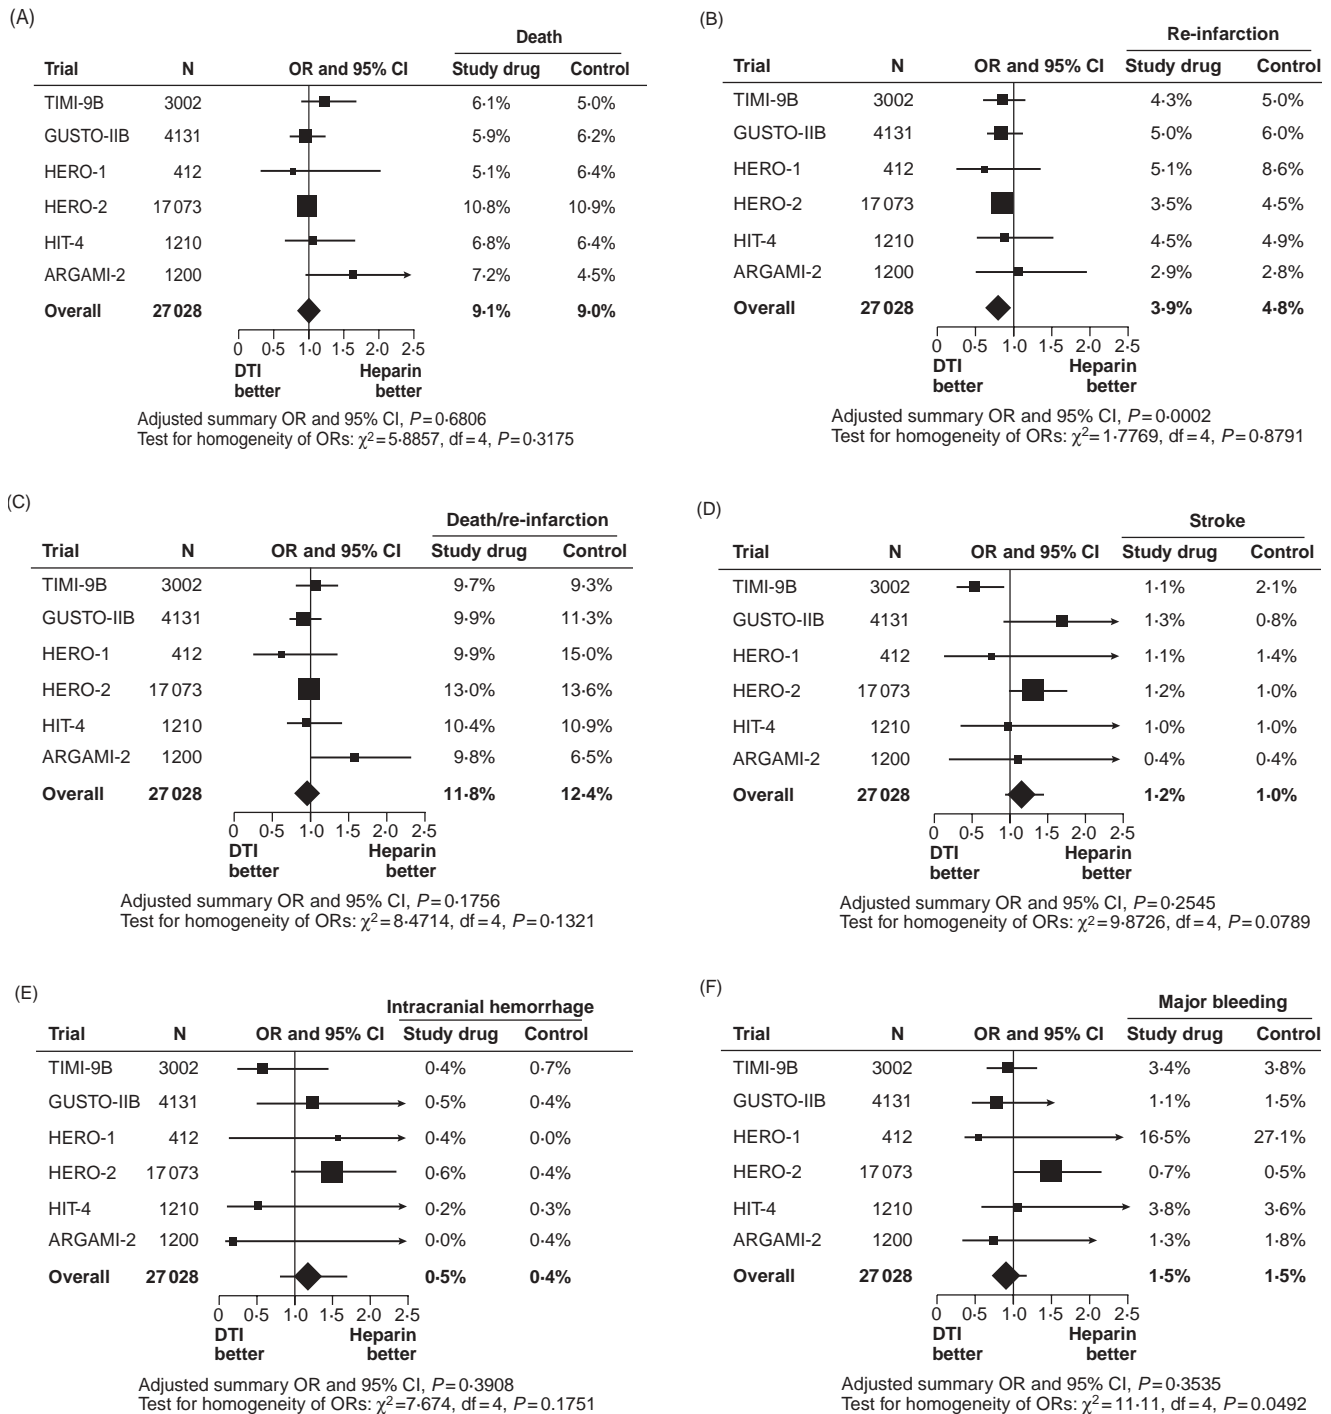 (A)
Death
Trial N OR and 95% CI Study drug Control
TIMI-9B 3002 6·1% 5·0%
GUSTO-IIB 4131 5·9% 6·2%
HERO-1 412 5·1% 6·4%
HERO-2 17 073 10·8% 10·9%
HIT-4 1210 6·8% 6·4%
ARGAMI-2 1200 7·2% 4·5%
Overall 27 028 9·1% 9·0%
0 0·5 1·0 1·5 2·0 2·5
DTI Heparin
better better
Adjusted summary OR and 95% CI, P=0·6806
Test for homogeneity of ORs: χ²=5·8857, df=4, P=0·3175
(B)
Re-infarction
Trial N OR and 95% CI Study drug Control
TIMI-9B 3002 4·3% 5·0%
GUSTO-IIB 4131 5·0% 6·0%
HERO-1 412 5·1% 8·6%
HERO-2 17 073 3·5% 4·5%
HIT-4 1210 4·5% 4·9%
ARGAMI-2 1200 2·9% 2·8%
Overall 27 028 3·9% 4·8%
0 0·5 1·0 1·5 2·0 2·5
DTI Heparin
better better
Adjusted summary OR and 95% CI, P=0·0002
Test for homogeneity of ORs: χ²=1·7769, df=4, P=0·8791
(C)
Death/re-infarction
Trial N OR and 95% CI Study drug Control
TIMI-9B 3002 9·7% 9·3%
GUSTO-IIB 4131 9·9% 11·3%
HERO-1 412 9·9% 15·0%
HERO-2 17 073 13·0% 13·6%
HIT-4 1210 10·4% 10·9%
ARGAMI-2 1200 9·8% 6·5%
Overall 27 028 11·8% 12·4%
0 0·5 1·0 1·5 2·0 2·5
DTI Heparin
better better
Adjusted summary OR and 95% CI, P=0·1756
Test for homogeneity of ORs: χ²=8·4714, df=4, P=0·1321
(D)
Stroke
Trial N OR and 95% CI Study drug Control
TIMI-9B 3002 1·1% 2·1%
GUSTO-IIB 4131 1·3% 0·8%
HERO-1 412 1·1% 1·4%
HERO-2 17 073 1·2% 1·0%
HIT-4 1210 1·0% 1·0%
ARGAMI-2 1200 0·4% 0·4%
Overall 27 028 1·2% 1·0%
0 0·5 1·0 1·5 2·0 2·5
DTI Heparin
better better
Adjusted summary OR and 95% CI, P=0·2545
Test for homogeneity of ORs: χ²=9·8726, df=4, P=0.0789
(E)
Intracranial hemorrhage
Trial N OR and 95% CI Study drug Control
TIMI-9B 3002 0·4% 0·7%
GUSTO-IIB 4131 0·5% 0·4%
HERO-1 412 0·4% 0·0%
HERO-2 17 073 0·6% 0·4%
HIT-4 1210 0·2% 0·3%
ARGAMI-2 1200 0·0% 0·4%
Overall 27 028 0·5% 0·4%
0 0·5 1·0 1·5 2·0 2·5
DTI Heparin
better better
Adjusted summary OR and 95% CI, P=0·3908
Test for homogeneity of ORs: χ²=7·674, df=4, P=0.1751
(F)
Major bleeding
Trial N OR and 95% CI Study drug Control
TIMI-9B 3002 3·4% 3·8%
GUSTO-IIB 4131 1·1% 1·5%
HERO-1 412 16·5% 27·1%
HERO-2 17 073 0·7% 0·5%
HIT-4 1210 3·8% 3·6%
ARGAMI-2 1200 1·3% 1·8%
Overall 27 028 1·5% 1·5%
0 0·5 1·0 1·5 2·0 2·5
DTI Heparin
better better
Adjusted summary OR and 95% CI, P=0·3535
Test for homogeneity of ORs: χ²=11·11, df=4, P=0.0492